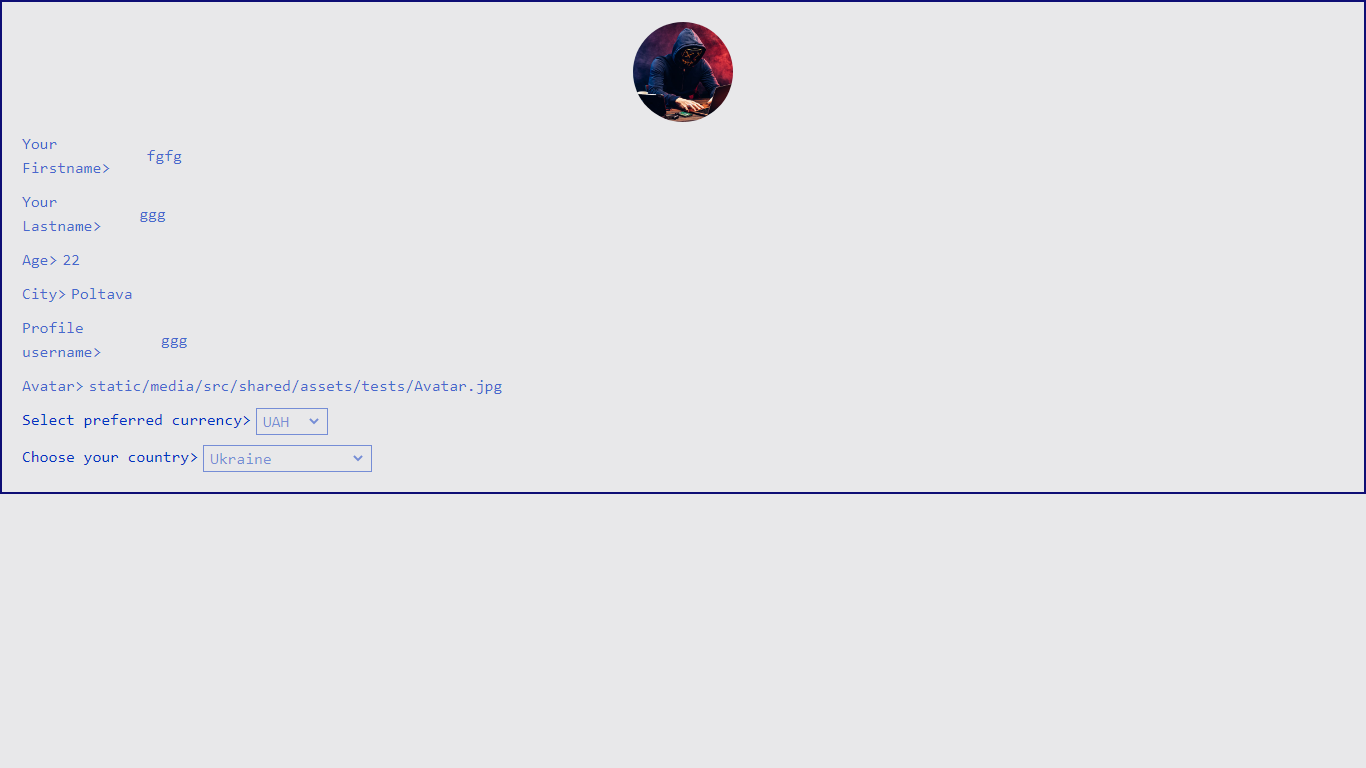 Your
Firstname>
fgfg
Your
Lastname>
ggg
Age> 22
City> Poltava
Profile
username>
ggg
Avatar> static/media/src/shared/assets/tests/Avatar.jpg
Select preferred currency> UAH
Choose your country> Ukraine